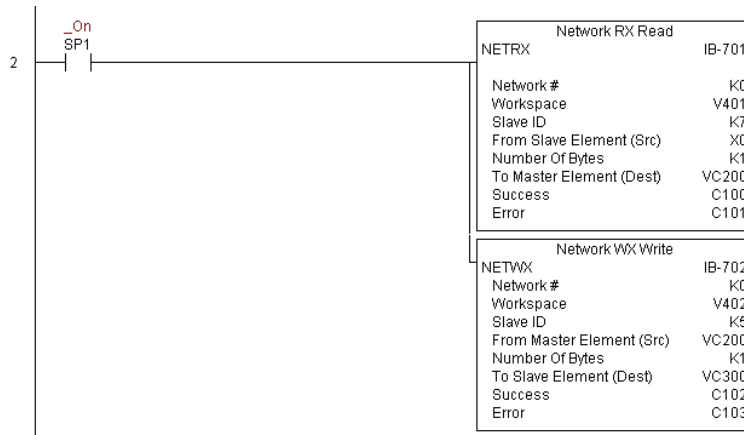 _On
SP1
2
Network RX Read
NETRX IB-701
Network # K0
Workspace V401
Slave ID K7
From Slave Element (Src) X0
Number Of Bytes K1
To Master Element (Dest) VC200
Success C100
Error C101
Network WX Write
NETWX IB-702
Network # K0
Workspace V402
Slave ID K5
From Master Element (Src) VC200
Number Of Bytes K1
To Slave Element (Dest) VC300
Success C102
Error C103